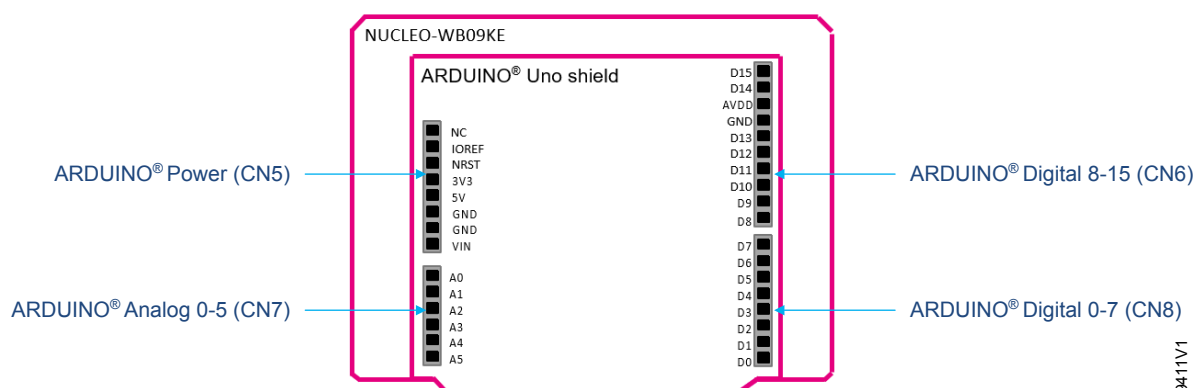 NUCLEO-WB09KE
ARDUINO® Uno shield
ARDUINO® Power (CN5)
NC
IOREF
NRST
3V3
5V
GND
GND
VIN
ARDUINO® Analog 0-5 (CN7)
A0
A1
A2
A3
A4
A5
D15
D14
AVDD
GND
D13
D12
D11
D10
D9
D8
ARDUINO® Digital 8-15 (CN6)
D7
D6
D5
D4
D3
D2
D1
D0
ARDUINO® Digital 0-7 (CN8)